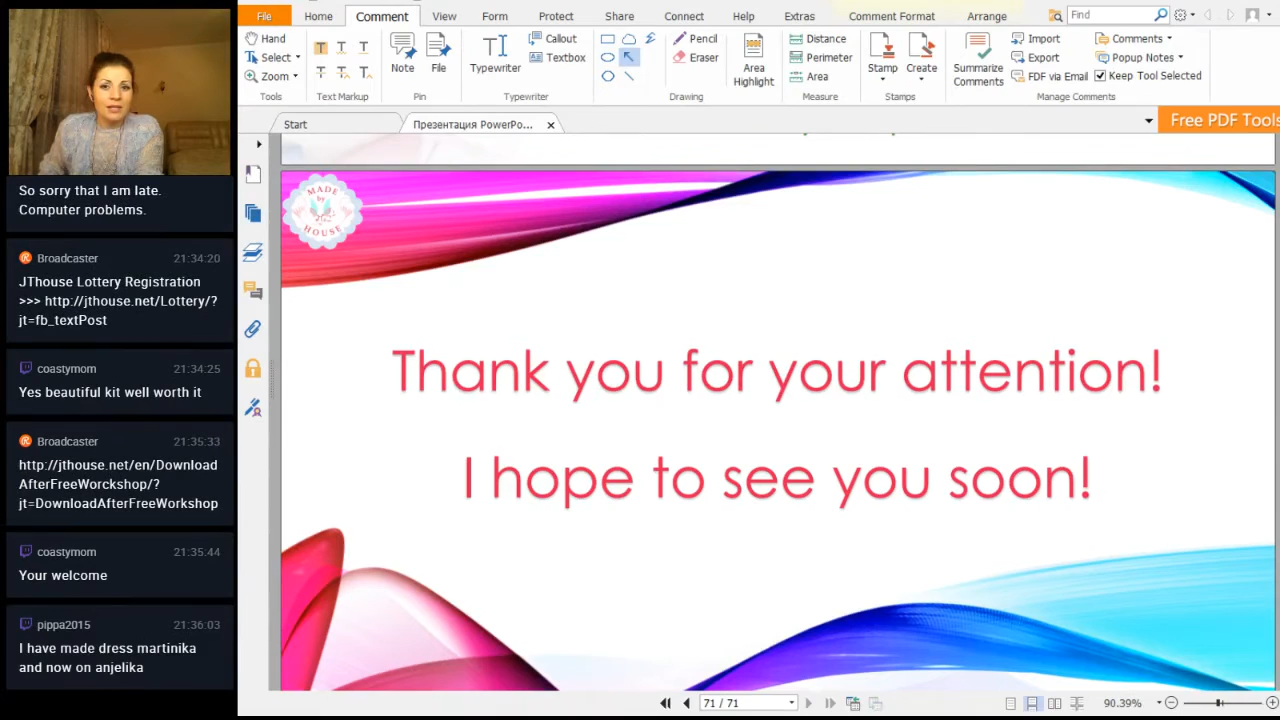 File Home Comment View Form Protect Share Connect Help Extras Comment Format Arrange Find
Hand
Select
Zoom
Tools
Text Markup
Note
File
Pin
Typewriter
Callout
Textbox
Typewriter
Pencil
Eraser
Drawing
Area
Highlight
Distance
Perimeter
Area
Measure
Stamp
Create
Stamps
Summarize
Comments
Import
Export
FDF via Email
Comments
Popup Notes
Keep Tool Selected
Manage Comments
Start
Презентация PowerPo...
Free PDF Tools
So sorry that I am late.
Computer problems.
Broadcaster 21:34:20
JThouse Lottery Registration
>>> http://jthouse.net/Lottery/?
jt=fb_textPost
coastymom 21:34:25
Yes beautiful kit well worth it
Broadcaster 21:35:33
http://jthouse.net/en/Download
AfterFreeWorckshop/?
jt=DownloadAfterFreeWorkshop
coastymom 21:35:44
Your welcome
pippa2015 21:36:03
I have made dress martinika
and now on anjelika
MADE
by
HOUSE
Thank you for your attention!
I hope to see you soon!
71 / 71
90.39%